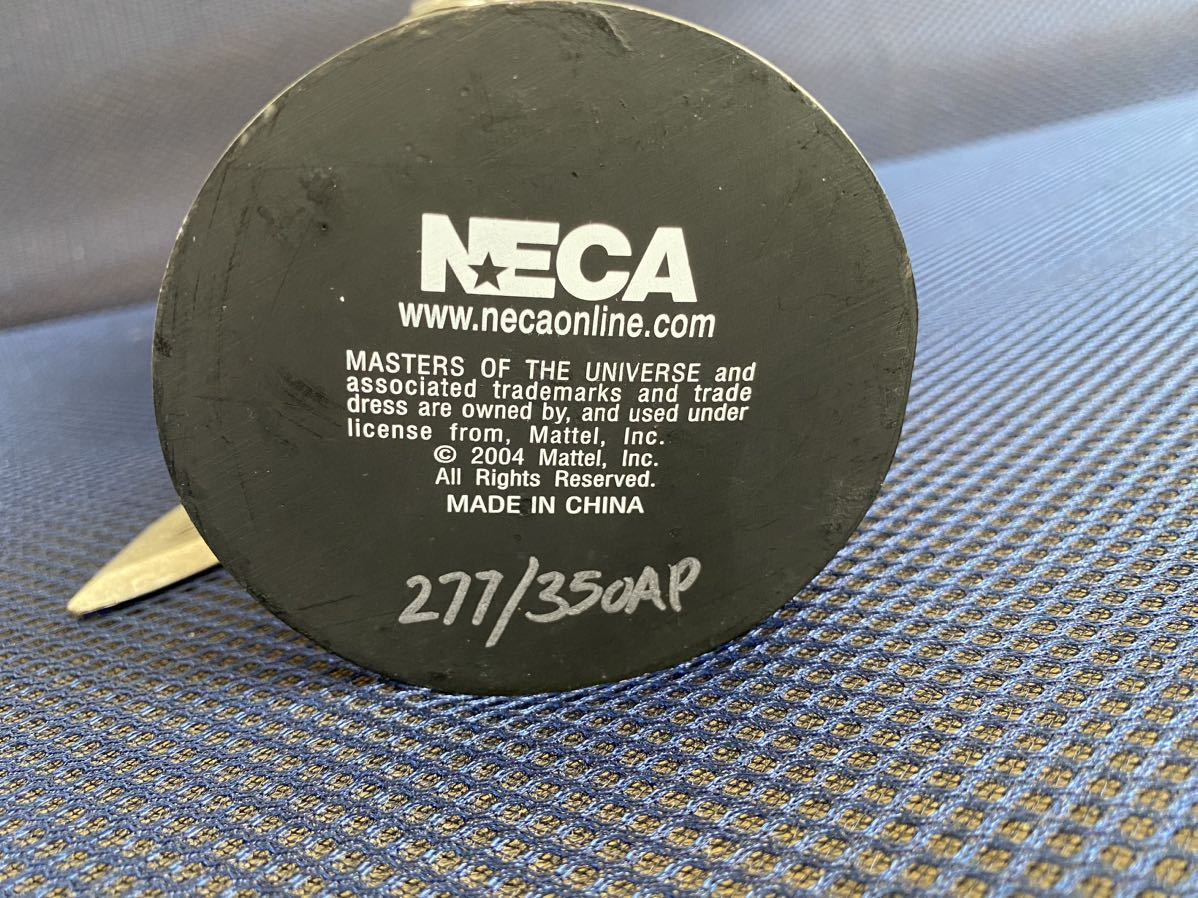 NECA
www.necaonline.com
MASTERS OF THE UNIVERSE and
associated trademarks and trade
dress are owned by, and used under
license from, Mattel, Inc.
© 2004 Mattel, Inc.
All Rights Reserved.
MADE IN CHINA
277/350AP